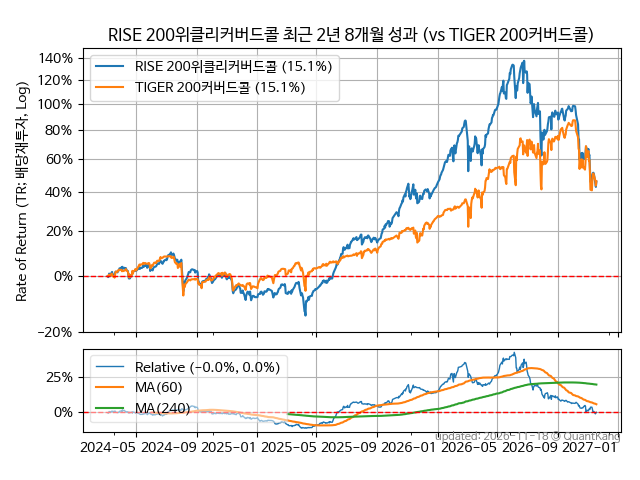 RISE 200위클리커버드콜 최근 2년 8개월 성과 (vs TIGER 200커버드콜)
Rate of Return (TR; 배당재투자, Log)
140%
120%
100%
80%
60%
40%
20%
0%
−20%
RISE 200위클리커버드콜 (15.1%)
TIGER 200커버드콜 (15.1%)
25%
0%
Relative (−0.0%, 0.0%)
MA(60)
MA(240)
2024−05 2024−09 2025−01 2025−05 2025−09 2026−01 2026−05 2026−09 2027−01
updated: 2026−11−18 © QuantKang